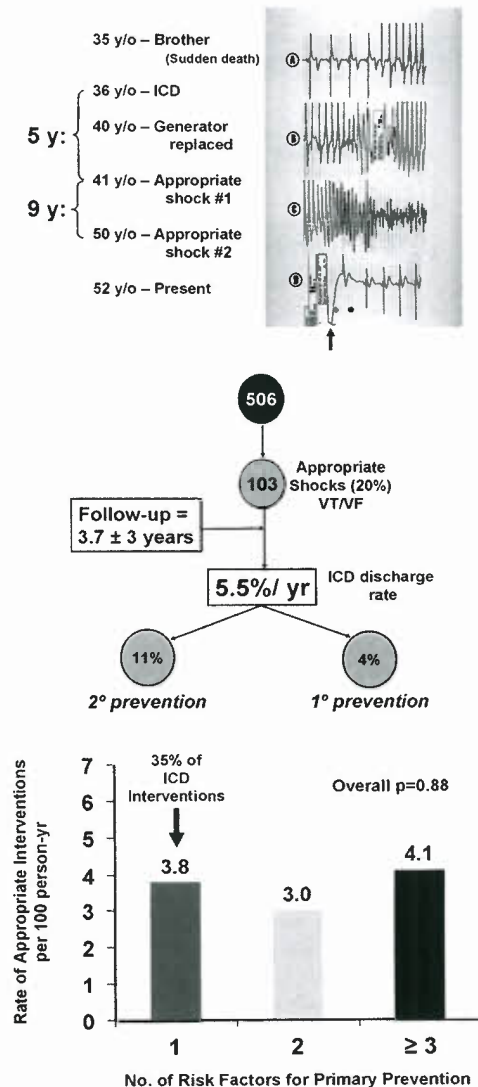 35 y/o – Brother
(Sudden death)
36 y/o – ICD
5 y:
40 y/o – Generator
replaced
41 y/o – Appropriate
shock #1
9 y:
50 y/o – Appropriate
shock #2
52 y/o – Present
A
B
C
D
506
103
Appropriate
Shocks (20%)
VT/VF
Follow-up =
3.7 ± 3 years
5.5%/ yr
ICD discharge
rate
11%
4%
2º prevention
1º prevention
Rate of Appropriate Interventions
per 100 person-yr
7
6
5
4
3
2
1
0
35% of
ICD
Interventions
Overall p=0.88
3.8
3.0
4.1
1
2
≥ 3
No. of Risk Factors for Primary Prevention